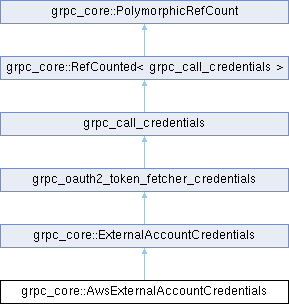 grpc_core::PolymorphicRefCount
grpc_core::RefCounted< grpc_call_credentials >
grpc_call_credentials
grpc_oauth2_token_fetcher_credentials
grpc_core::ExternalAccountCredentials
grpc_core::AwsExternalAccountCredentials